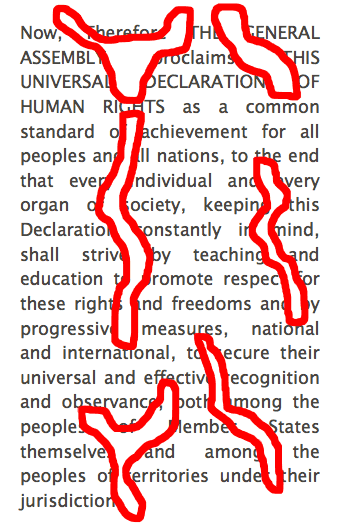 Now, Therefore THE GENERAL
ASSEMBLY proclaims THIS
UNIVERSAL DECLARATION OF
HUMAN RIGHTS as a common
standard of achievement for all
peoples and all nations, to the end
that every individual and every
organ of society, keeping this
Declaration constantly in mind,
shall strive by teaching and
education to promote respect for
these rights and freedoms and by
progressive measures, national
and international, to secure their
universal and effective recognition
and observance, both among the
peoples of Member States
themselves and among the
peoples of territories under their
jurisdiction